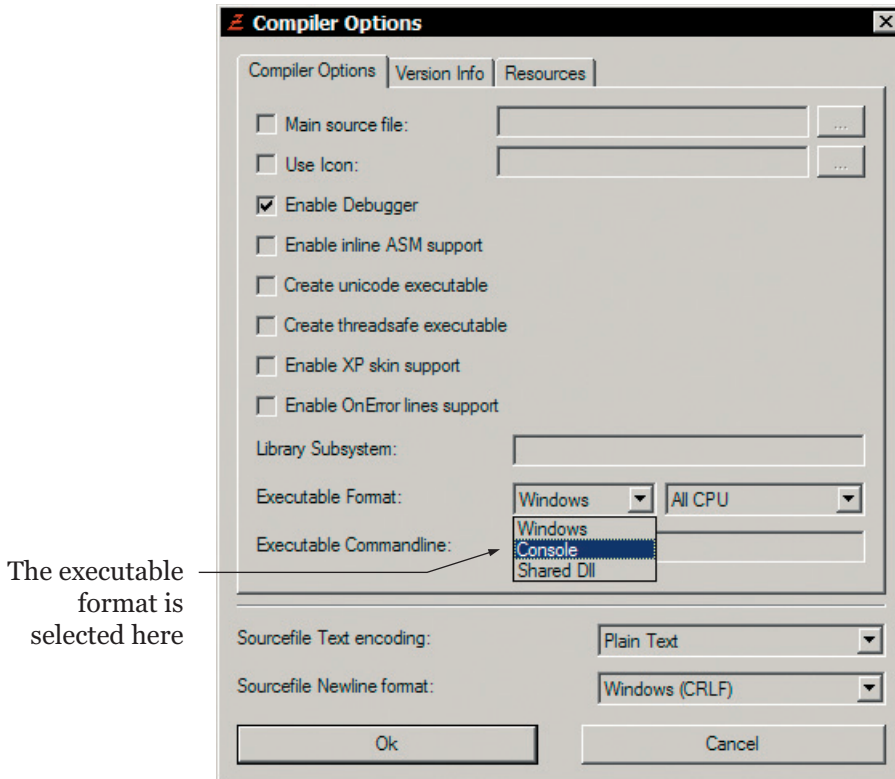 Compiler Options
Compiler Options Version Info Resources
Main source file: ...
Use Icon: ...
Enable Debugger
Enable inline ASM support
Create unicode executable
Create threadsafe executable
Enable XP skin support
Enable OnError lines support
Library Subsystem:
Executable Format: Windows All CPU
Windows
Executable Commandline: Console
Shared Dll
The executable
format is
selected here
Sourcefile Text encoding: Plain Text
Sourcefile Newline format: Windows (CRLF)
Ok Cancel